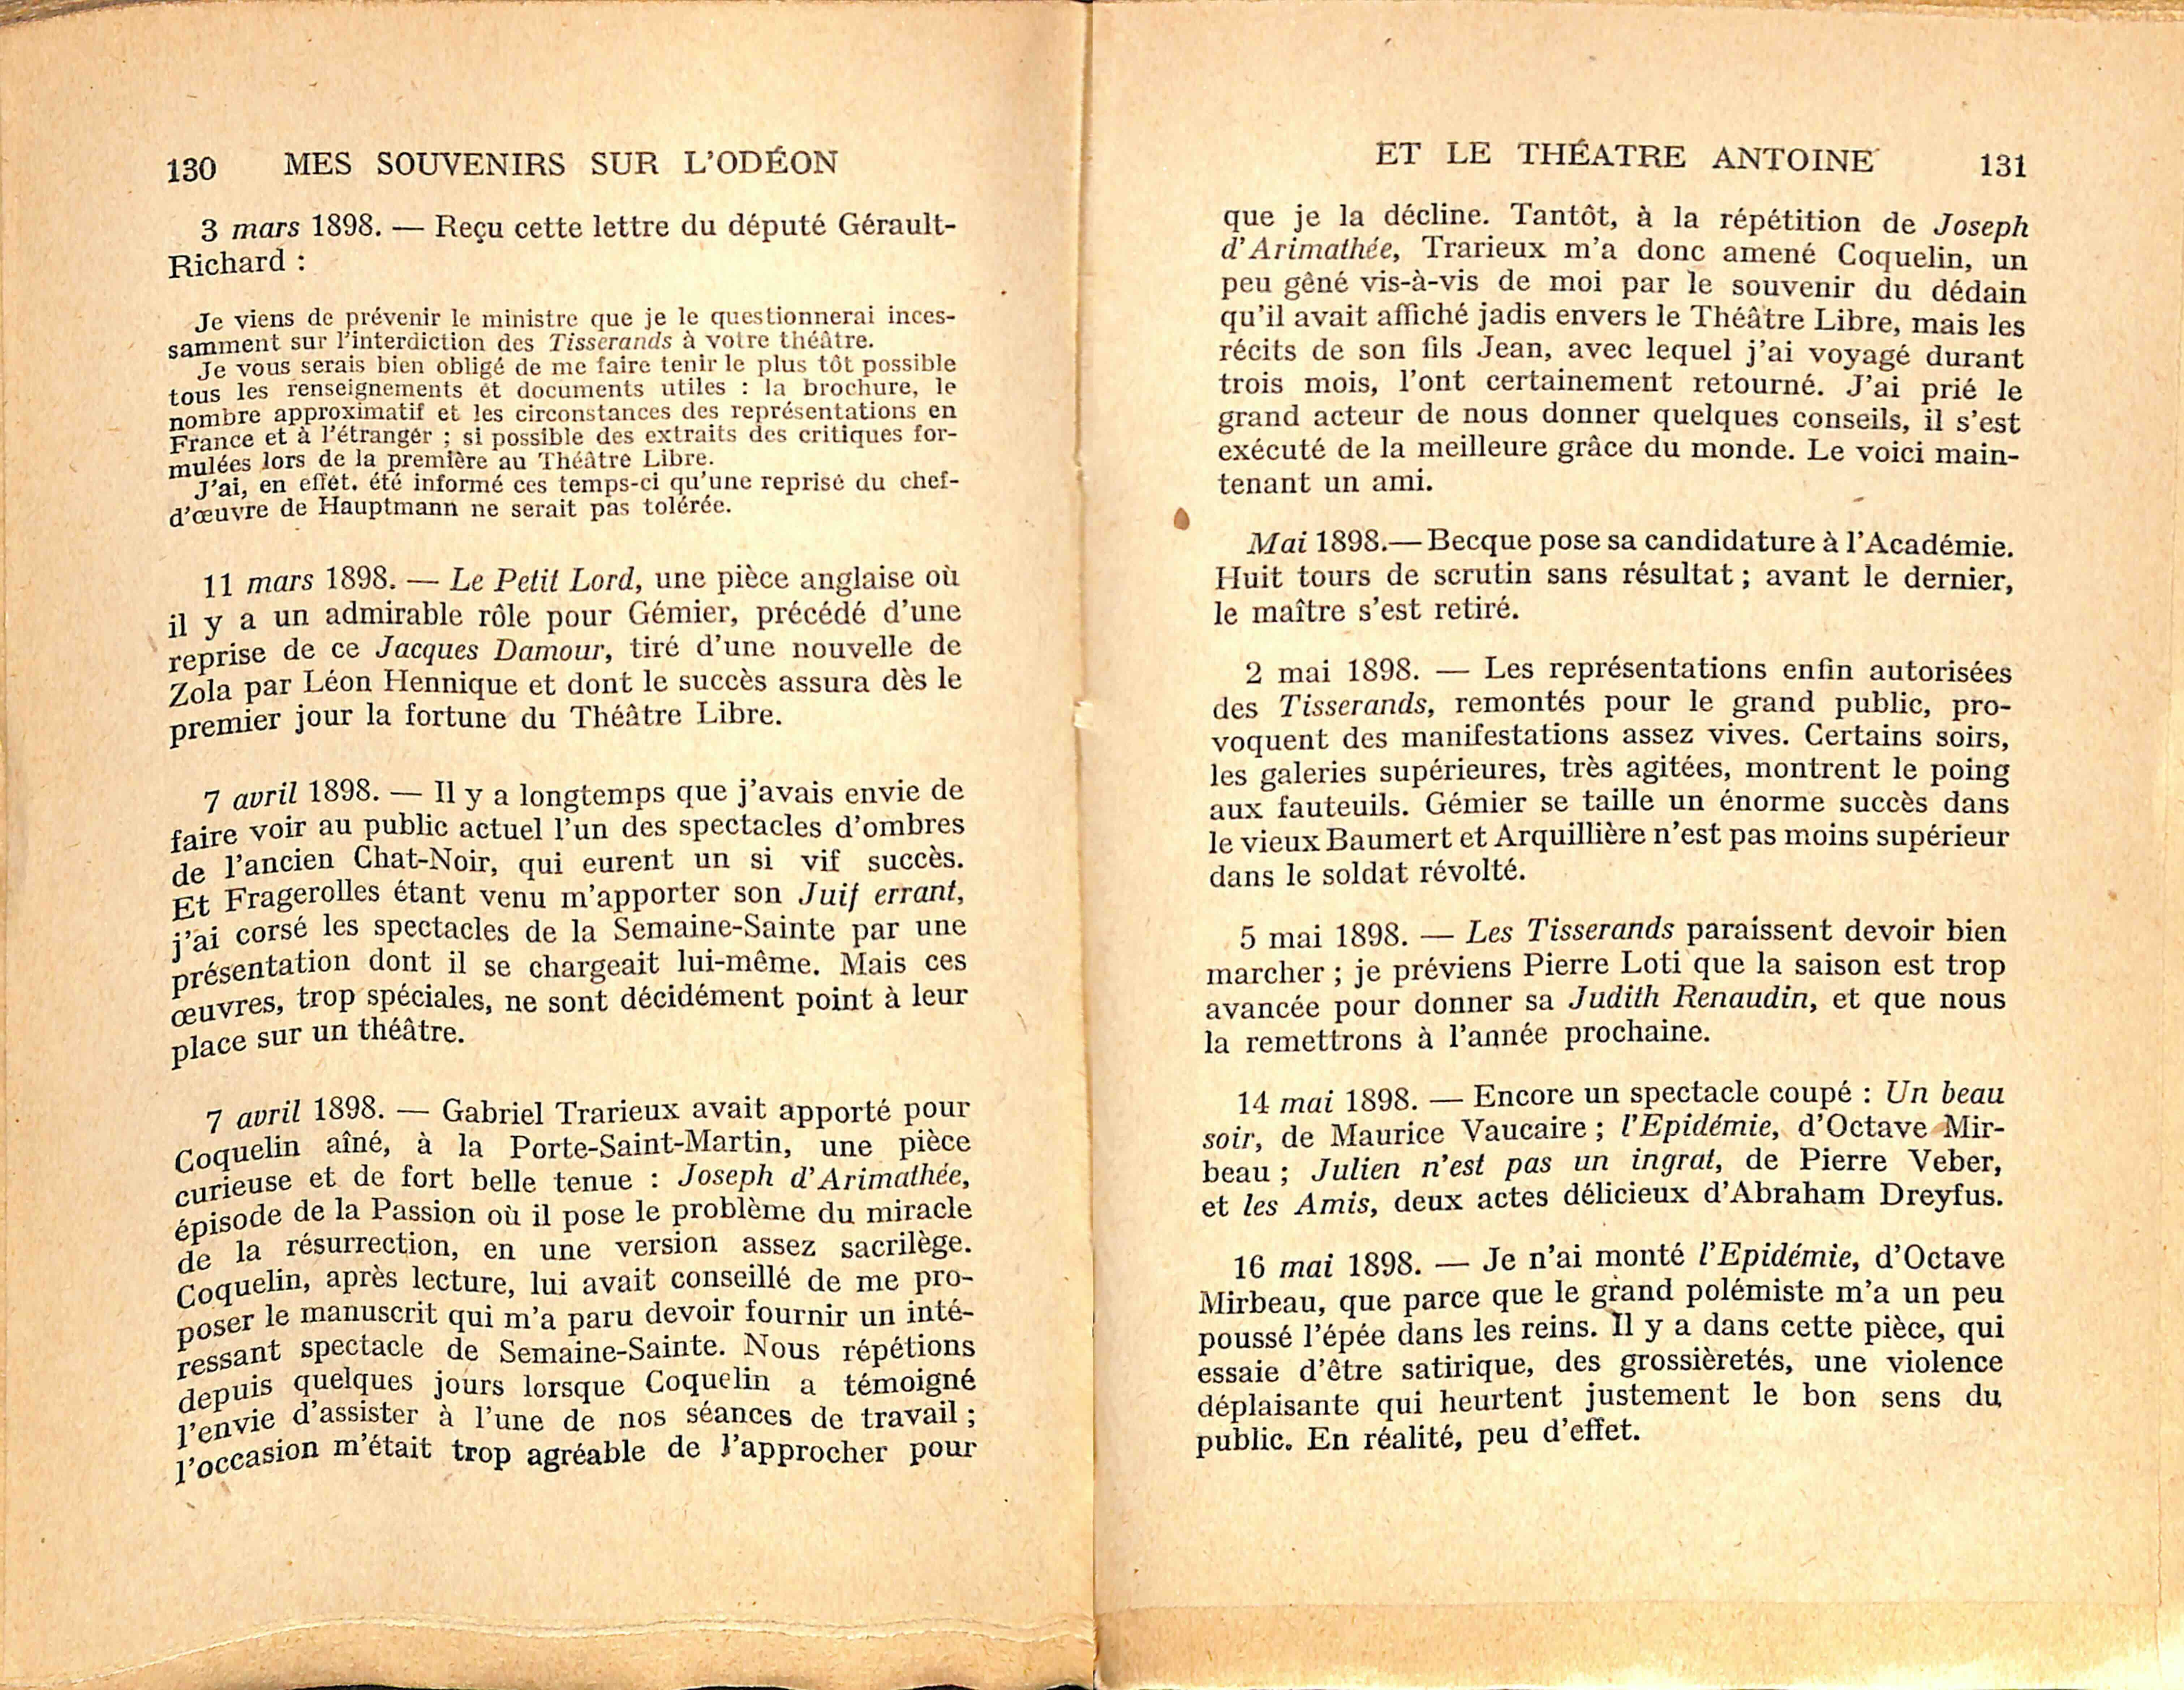 130 MES SOUVENIRS SUR L'ODÉON
3 mars 1898. — Reçu cette lettre du député Gérault-
Richard :
Je viens de prévenir le ministre que je le questionnerai inces-
samment sur l'interdiction des Tisserands à votre théâtre.
Je vous serais bien obligé de me faire tenir le plus tôt possible
tous les renseignements et documents utiles : la brochure, le
nombre approximatif et les circonstances des représentations en
France et à l'étranger ; si possible des extraits des critiques for-
mulées lors de la première au Théâtre Libre.
J'ai, en effet. été informé ces temps-ci qu'une reprise du chef-
d'œuvre de Hauptmann ne serait pas tolérée.
11 mars 1898. — Le Petit Lord, une pièce anglaise où
il y a un admirable rôle pour Gémier, précédé d'une
reprise de ce Jacques Damour, tiré d'une nouvelle de
Zola par Léon Hennique et dont le succès assura dès le
premier jour la fortune du Théâtre Libre.
7 avril 1898. — Il y a longtemps que j'avais envie de
faire voir au public actuel l'un des spectacles d'ombres
de l'ancien Chat-Noir, qui eurent un si vif succès.
Et Fragerolles étant venu m'apporter son Juif errant,
j'ai corsé les spectacles de la Semaine-Sainte par une
présentation dont il se chargeait lui-même. Mais ces
œuvres, trop spéciales, ne sont décidément point à leur
place sur un théâtre.
7 avril 1898. — Gabriel Trarieux avait apporté pour
Coquelin aîné, à la Porte-Saint-Martin, une pièce
curieuse et de fort belle tenue : Joseph d'Arimathée,
épisode de la Passion où il pose le problème du miracle
de la résurrection, en une version assez sacrilège.
Coquelin, après lecture, lui avait conseillé de me pro-
poser le manuscrit qui m'a paru devoir fournir un inté-
ressant spectacle de Semaine-Sainte. Nous répétions
depuis quelques jours lorsque Coquelin a témoigné
l'envie d'assister à l'une de nos séances de travail ;
l'occasion m'était trop agréable de l'approcher pour
ET LE THÉATRE ANTOINE 131
que je la décline. Tantôt, à la répétition de Joseph
d'Arimathée, Trarieux m'a donc amené Coquelin, un
peu gêné vis-à-vis de moi par le souvenir du dédain
qu'il avait affiché jadis envers le Théâtre Libre, mais les
récits de son fils Jean, avec lequel j'ai voyagé durant
trois mois, l'ont certainement retourné. J'ai prié le
grand acteur de nous donner quelques conseils, il s'est
exécuté de la meilleure grâce du monde. Le voici main-
tenant un ami.
Mai 1898.— Becque pose sa candidature à l'Académie.
Huit tours de scrutin sans résultat ; avant le dernier,
le maître s'est retiré.
2 mai 1898. — Les représentations enfin autorisées
des Tisserands, remontés pour le grand public, pro-
voquent des manifestations assez vives. Certains soirs,
les galeries supérieures, très agitées, montrent le poing
aux fauteuils. Gémier se taille un énorme succès dans
le vieux Baumert et Arquillière n'est pas moins supérieur
dans le soldat révolté.
5 mai 1898. — Les Tisserands paraissent devoir bien
marcher ; je préviens Pierre Loti que la saison est trop
avancée pour donner sa Judith Renaudin, et que nous
la remettrons à l'année prochaine.
14 mai 1898. — Encore un spectacle coupé : Un beau
soir, de Maurice Vaucaire ; l'Epidémie, d'Octave Mir-
beau ; Julien n'est pas un ingrat, de Pierre Veber,
et les Amis, deux actes délicieux d'Abraham Dreyfus.
16 mai 1898. — Je n'ai monté l'Epidémie, d'Octave
Mirbeau, que parce que le grand polémiste m'a un peu
poussé l'épée dans les reins. Il y a dans cette pièce, qui
essaie d'être satirique, des grossièretés, une violence
déplaisante qui heurtent justement le bon sens du
public. En réalité, peu d'effet.